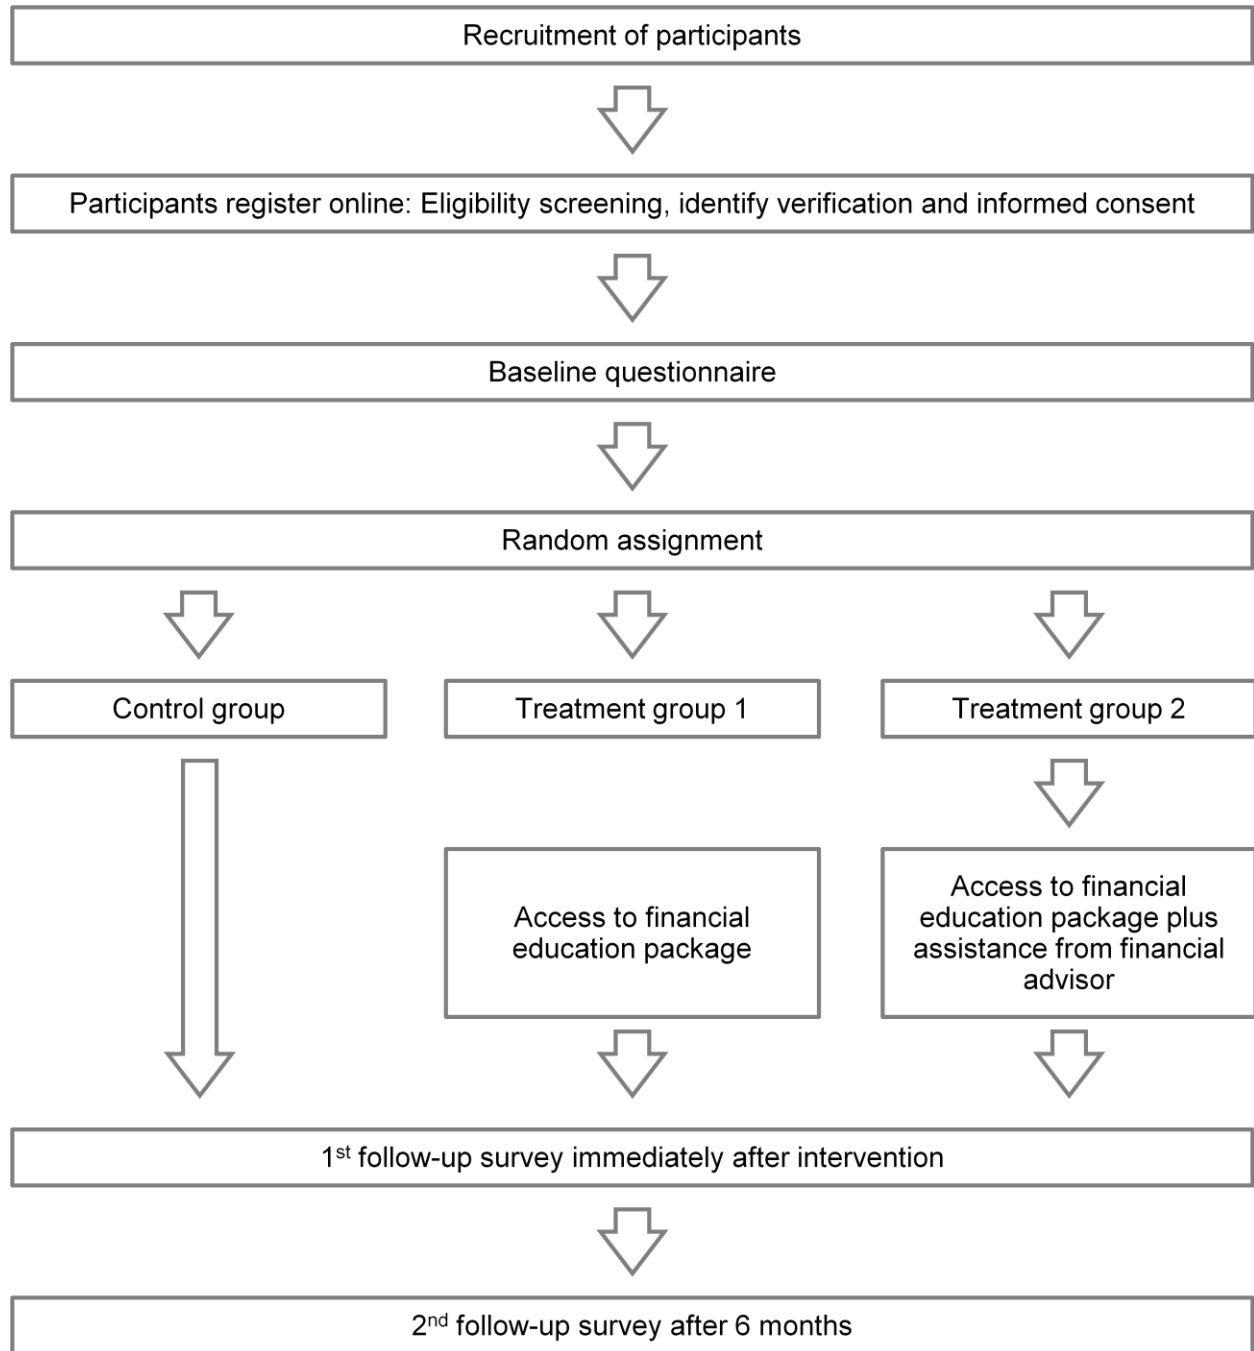 Recruitment of participants
Participants register online: Eligibility screening, identify verification and informed consent
Baseline questionnaire
Random assignment
Control group
Treatment group 1
Treatment group 2
Access to financial
education package
Access to financial
education package plus
assistance from financial
advisor
1st follow-up survey immediately after intervention
2nd follow-up survey after 6 months